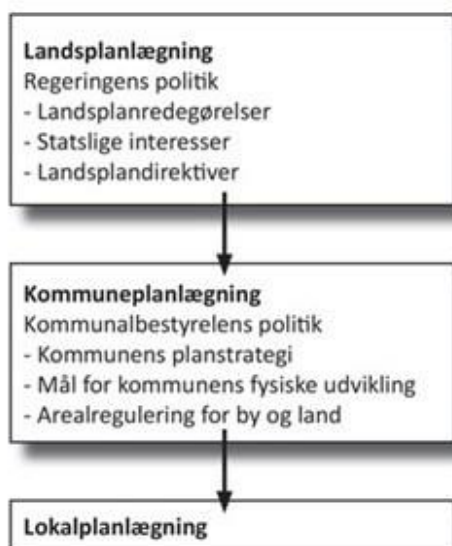 Landsplanlægning
Regeringens politik
- Landsplanredegørelser
- Statslige interesser
- Landsplandirektiver
Kommuneplanlægning
Kommunalbestyrelens politik
- Kommunens planstrategi
- Mål for kommunens fysiske udvikling
- Arealregulering for by og land
Lokalplanlægning